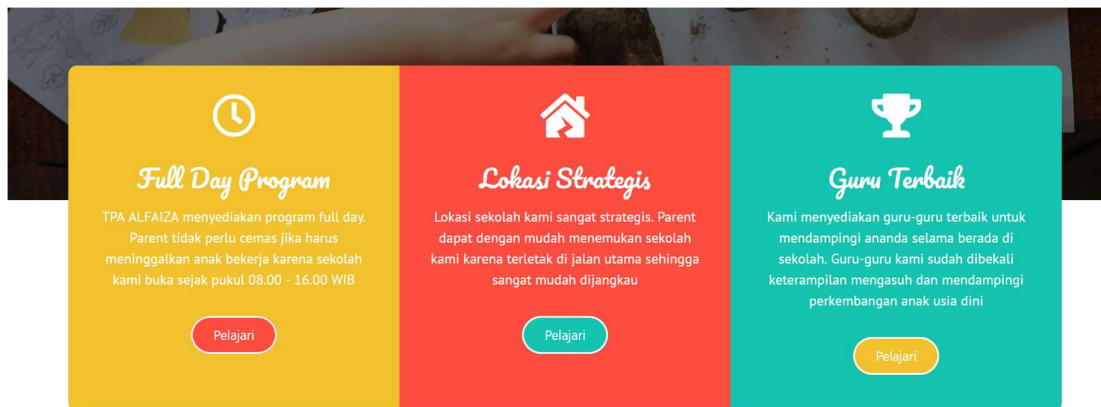 Full Day Program
TPA ALFAIZA menyediakan program full day.
Parent tidak perlu cemas jika harus
meninggalkan anak bekerja karena sekolah
kami buka sejak pukul 08.00 - 16.00 WIB
Pelajari
Lokasi Strategis
Lokasi sekolah kami sangat strategis. Parent
dapat dengan mudah menemukan sekolah
kami karena terletak di jalan utama sehingga
sangat mudah dijangkau
Pelajari
Guru Terbaik
Kami menyediakan guru-guru terbaik untuk
mendampingi ananda selama berada di
sekolah. Guru-guru kami sudah dibekali
keterampilan mengasuh dan mendampingi
perkembangan anak usia dini
Pelajari